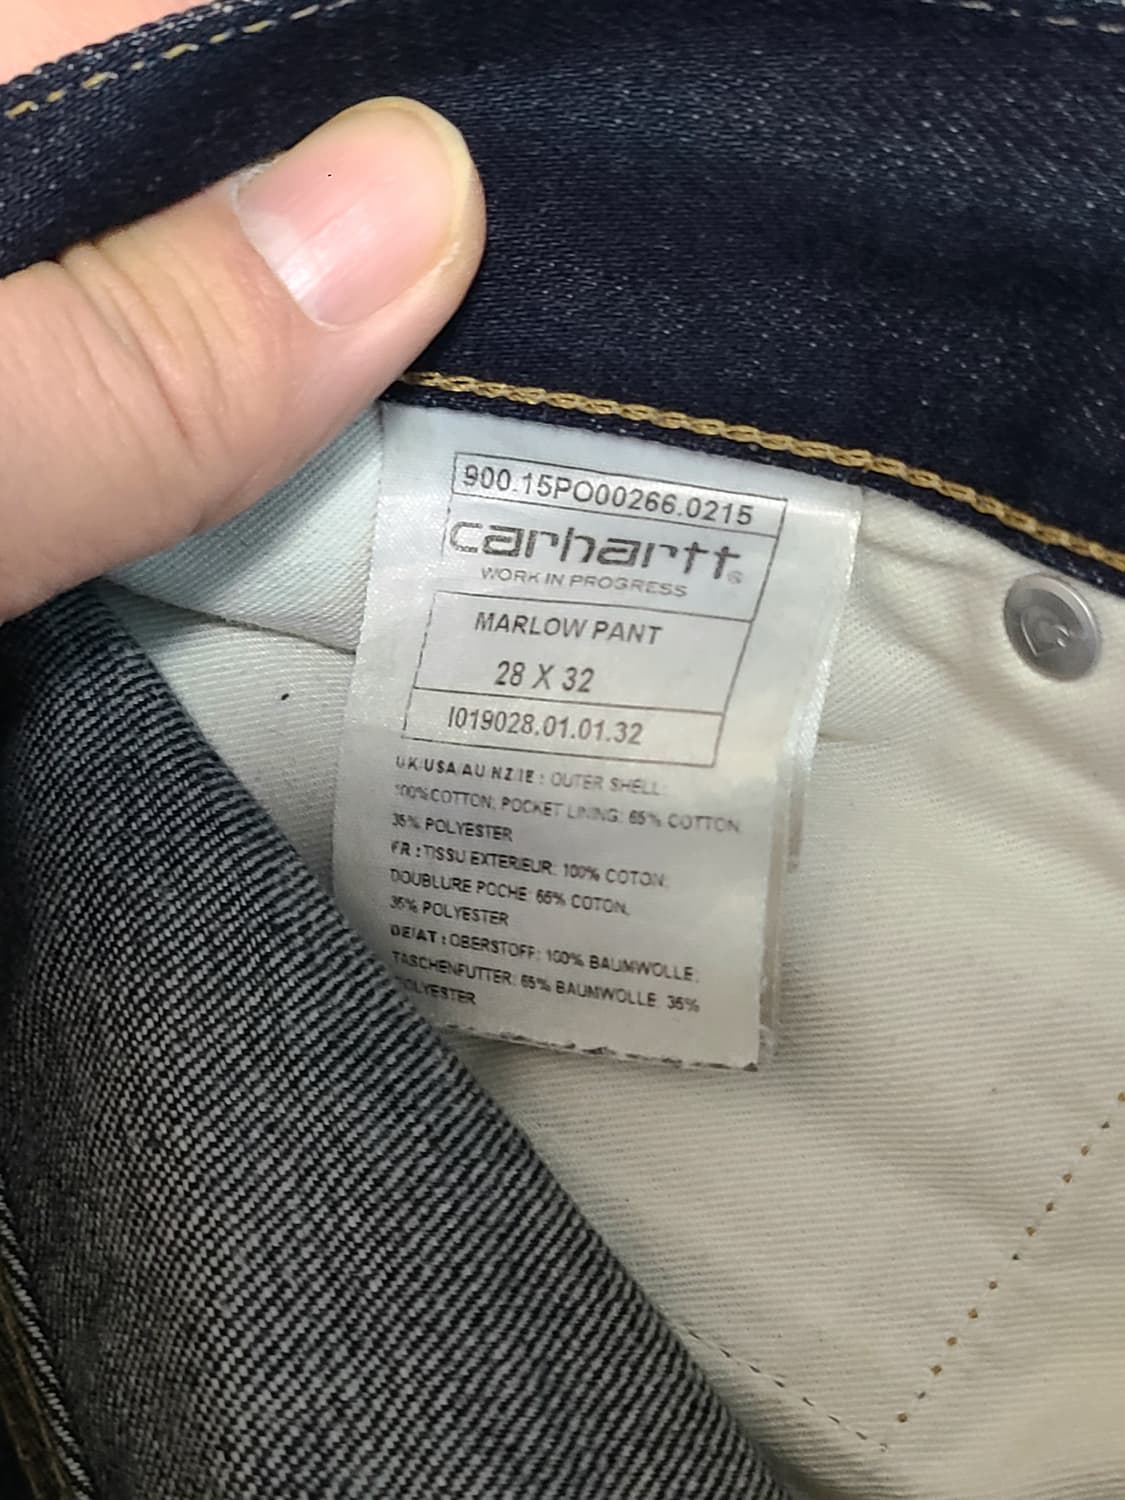 900.15PO00266.0215
carhartt®
WORK IN PROGRESS
MARLOW PANT
28 X 32
I019028.01.01.32
UK/USA/AU/NZ/IE : OUTER SHELL:
100%COTTON; POCKET LINING: 65% COTTON,
35% POLYESTER
FR : TISSU EXTERIEUR: 100% COTON;
DOUBLURE POCHE: 65% COTON,
35% POLYESTER
DE/AT : OBERSTOFF: 100% BAUMWOLLE;
TASCHENFUTTER: 65% BAUMWOLLE, 35%
POLYESTER